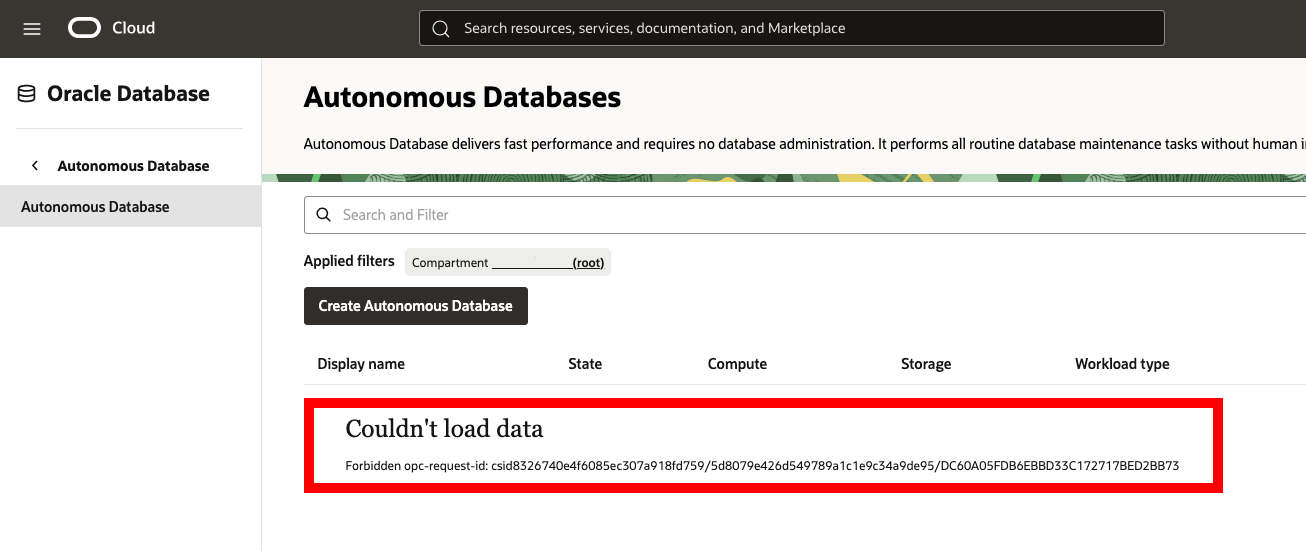 Cloud
Search resources, services, documentation, and Marketplace
Oracle Database
Autonomous Database
Autonomous Database
Autonomous Databases
Autonomous Database delivers fast performance and requires no database administration. It performs all routine database maintenance tasks without human
Search and Filter
Applied filters
Compartment (root)
Create Autonomous Database
Display name State Compute Storage Workload type
Couldn't load data
Forbidden opc-request-id: csid8326740e4f6085ec307a918fd759/5d8079e426d549789a1c1e9c34a9de95/DC60A05FDB6EBBD33C172717BED2BB73